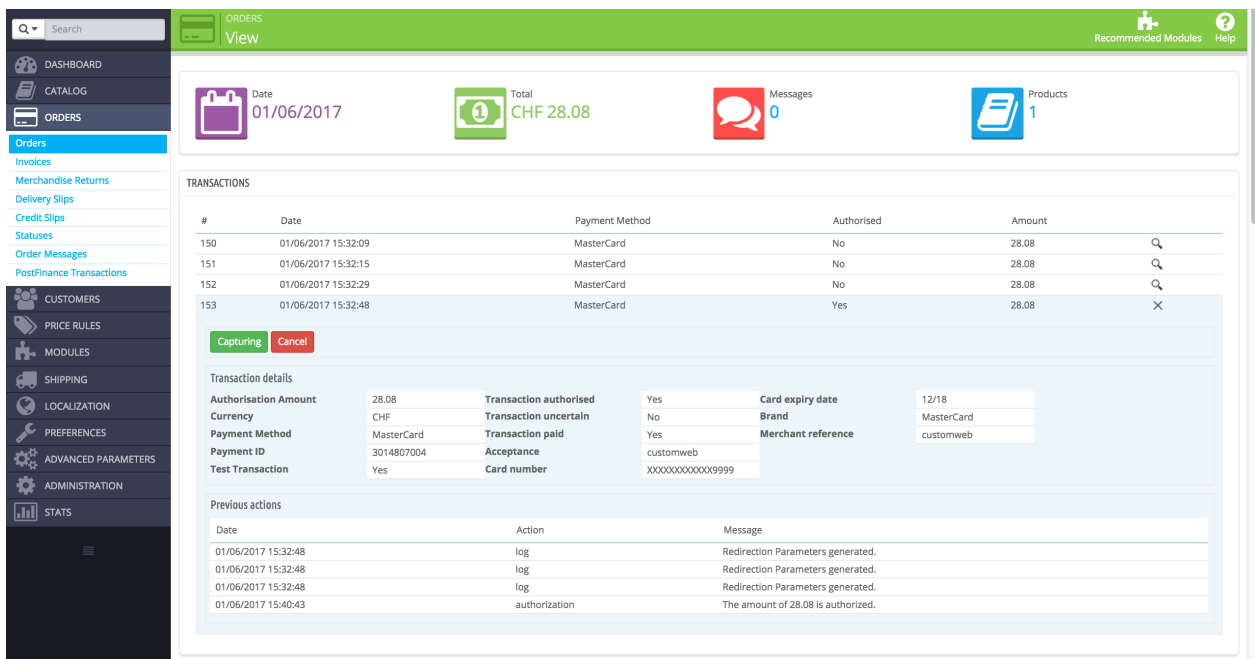 Search
ORDERS
View
Recommended Modules
Help
DASHBOARD
CATALOG
ORDERS
Orders
Invoices
Merchandise Returns
Delivery Slips
Credit Slips
Statuses
Order Messages
PostFinance Transactions
CUSTOMERS
PRICE RULES
MODULES
SHIPPING
LOCALIZATION
PREFERENCES
ADVANCED PARAMETERS
ADMINISTRATION
STATS
Date
01/06/2017
Total
CHF 28.08
Messages
0
Products
1
TRANSACTIONS
# Date Payment Method Authorised Amount
150 01/06/2017 15:32:09 MasterCard No 28.08
151 01/06/2017 15:32:15 MasterCard No 28.08
152 01/06/2017 15:32:29 MasterCard No 28.08
153 01/06/2017 15:32:48 MasterCard Yes 28.08
Capturing Cancel
Transaction details
Authorisation Amount 28.08 Transaction authorised Yes Card expiry date 12/18
Currency CHF Transaction uncertain No Brand MasterCard
Payment Method MasterCard Transaction paid Yes Merchant reference customweb
Payment ID 3014807004 Acceptance customweb
Test Transaction Yes Card number XXXXXXXXXXXX9999
Previous actions
Date Action Message
01/06/2017 15:32:48 log Redirection Parameters generated.
01/06/2017 15:32:48 log Redirection Parameters generated.
01/06/2017 15:32:48 log Redirection Parameters generated.
01/06/2017 15:40:43 authorization The amount of 28.08 is authorized.